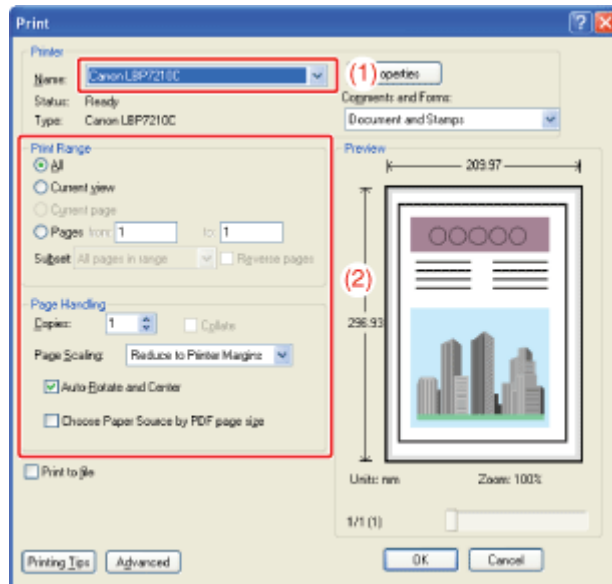 Print
Printer
Name: Canon LBP7210C
(1)
operties
Status: Ready
Comments and Forms:
Type: Canon LBP7210C
Document and Stamps
Print Range
All
Current view
Current page
Pages from: 1 to: 1
Subset: All pages in range
Reverse pages
Preview
209.97
(2)
296.93
Page Handling
Copies: 1
Collate
Page Scaling: Reduce to Printer Margins
Auto-Rotate and Center
Choose Paper Source by PDF page size
Print to file
Units: mm
Zoom: 100%
1/1 (1)
Printing Tips
Advanced
OK
Cancel